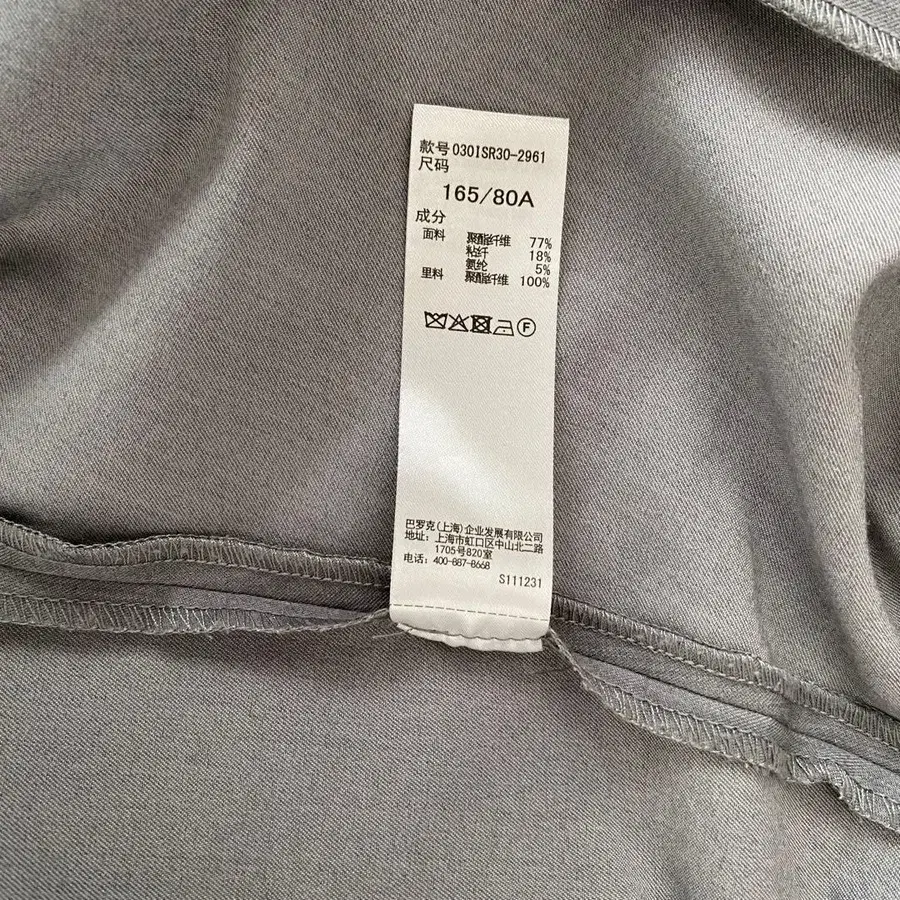 款号 030ISR30-2961
尺码
165/80A
成分
面料 聚酯纤维 77%
粘纤 18%
氨纶 5%
里料 聚酯纤维 100%
F
巴罗克(上海)企业发展有限公司
地址: 上海市虹口区中山北二路
1705号820室
电话: 400-887-8668
S111231